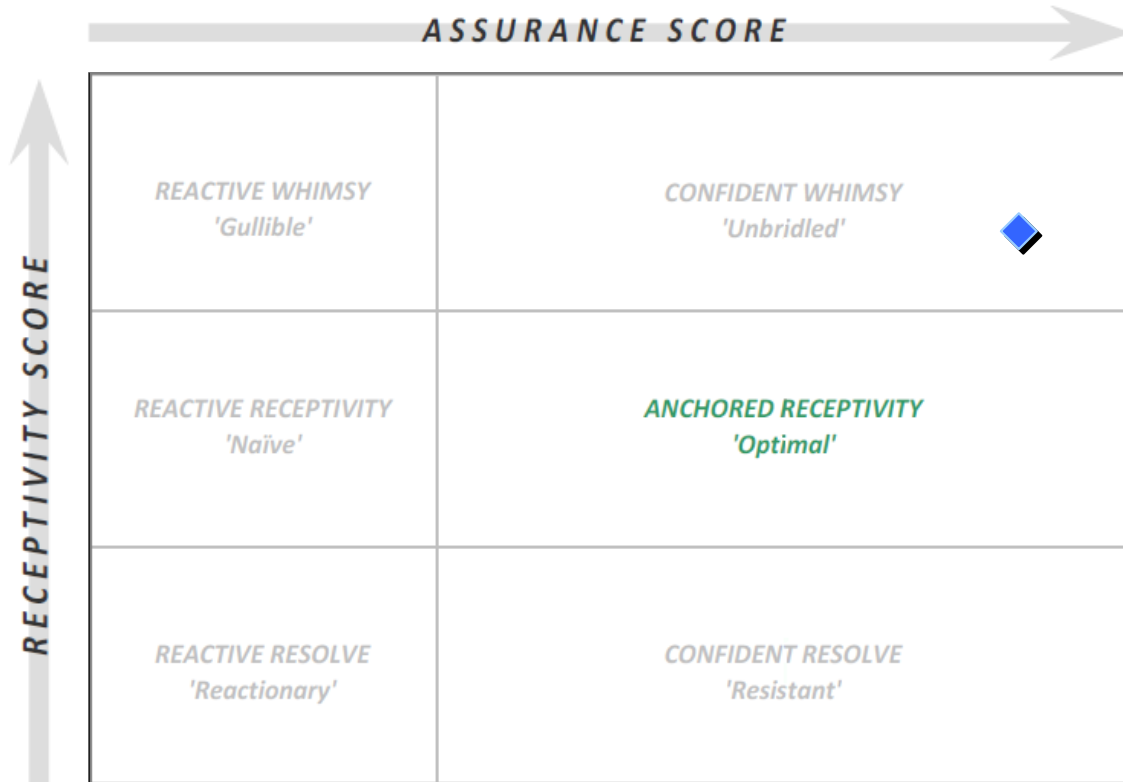 ASSURANCE SCORE
RECEPTIVITY SCORE
REACTIVE WHIMSY
'Gullible'
CONFIDENT WHIMSY
'Unbridled'
REACTIVE RECEPTIVITY
'Naïve'
ANCHORED RECEPTIVITY
'Optimal'
REACTIVE RESOLVE
'Reactionary'
CONFIDENT RESOLVE
'Resistant'